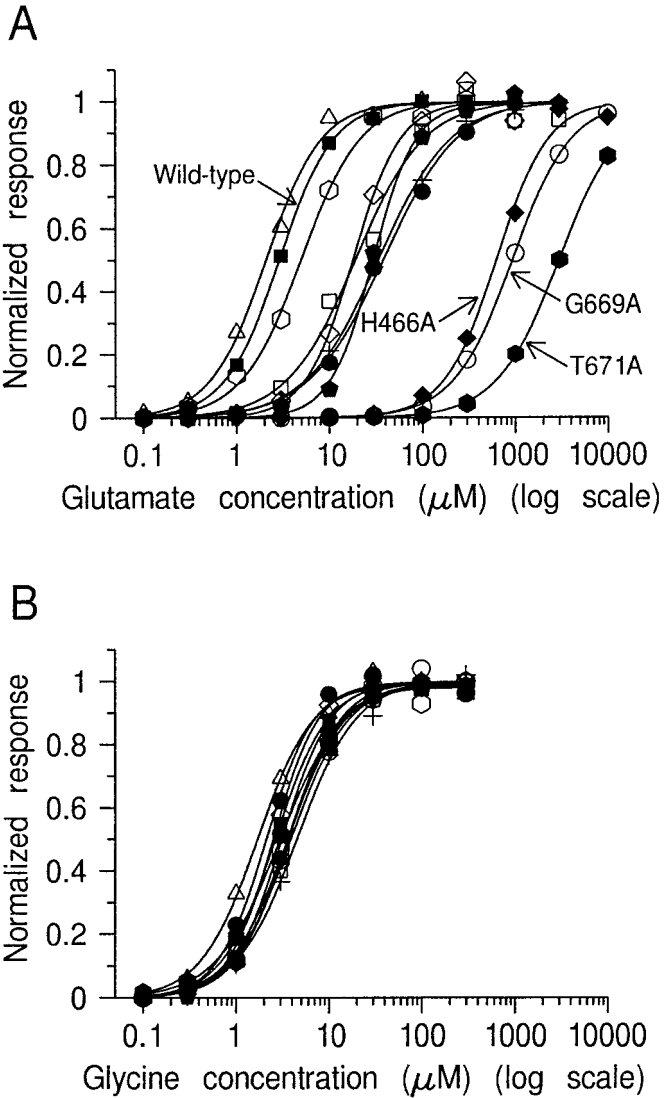 A
Normalized response
1
0.8
0.6
0.4
0.2
0
Wild-type
H466A
G669A
T671A
0.1 1 10 100 1000 10000
Glutamate concentration (μM) (log scale)
B
Normalized response
1
0.8
0.6
0.4
0.2
0
0.1 1 10 100 1000 10000
Glycine concentration (μM) (log scale)